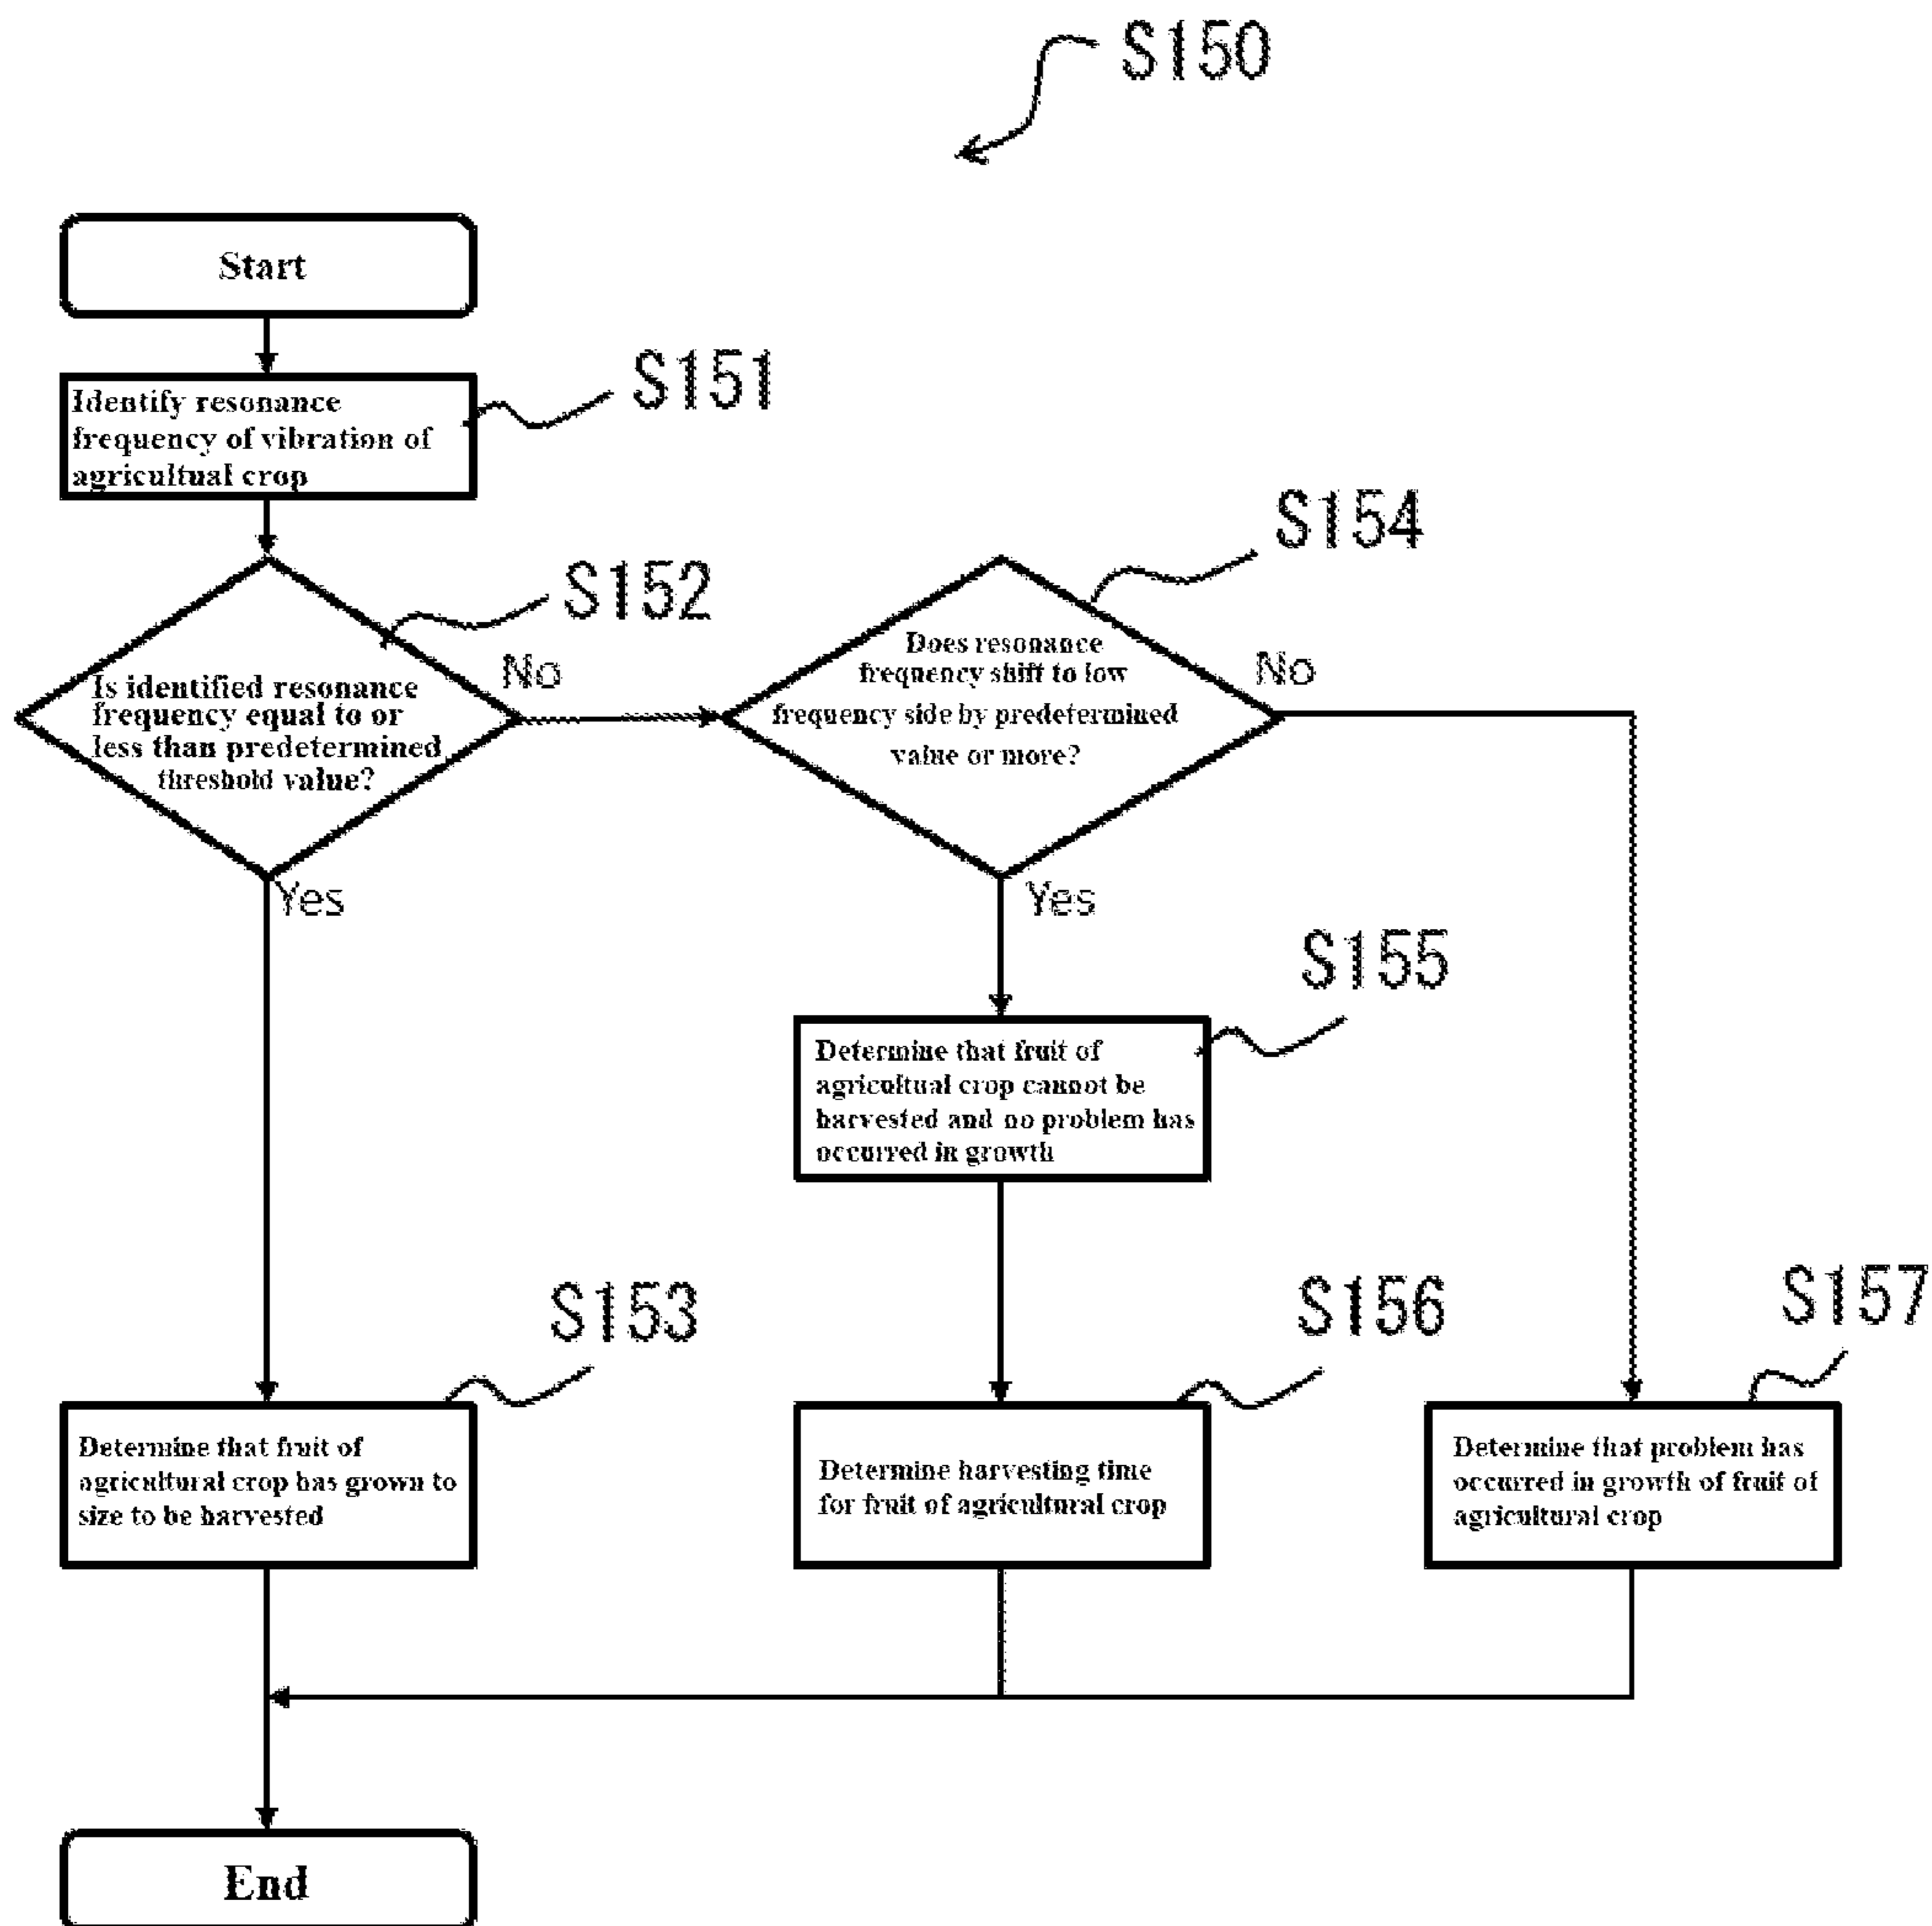 S150
Start
S151
Identify resonance
frequency of vibration of
agricultual crop
S152
Is identified resonance
frequency equal to or
less than predetermined
threshold value?
No
Yes
S154
Does resonance
frequency shift to low
frequency side by predetermined
value or more?
No
Yes
S155
Determine that fruit of
agricultual crop cannot be
harvested and no problem has
occurred in growth
S153
Determine that fruit of
agricultural crop has grown to
size to be harvested
S156
Determine harvesting time
for fruit of agricultural crop
S157
Determine that problem has
occurred in growth of fruit of
agricultural crop
End